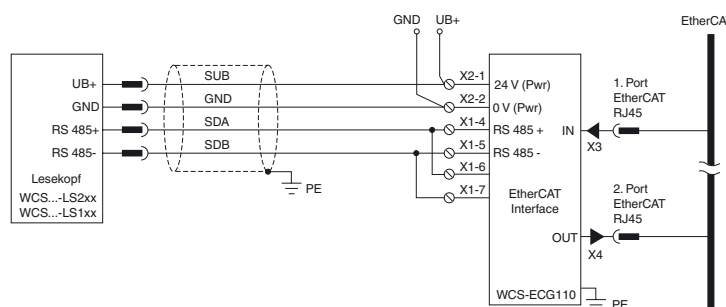 GND UB+
EtherCA
UB+
GND
RS 485+
RS 485-
Lesekopf
WCS...-LS2xx
WCS...-LS1xx
SUB
GND
SDA
SDB
PE
X2-1
X2-2
X1-4
X1-5
X1-6
X1-7
24 V (Pwr)
0 V (Pwr)
RS 485 +
RS 485 -
IN
EtherCAT
Interface
OUT
WCS-ECG110
PE
X3
1. Port
EtherCAT
RJ45
X4
2. Port
EtherCAT
RJ45